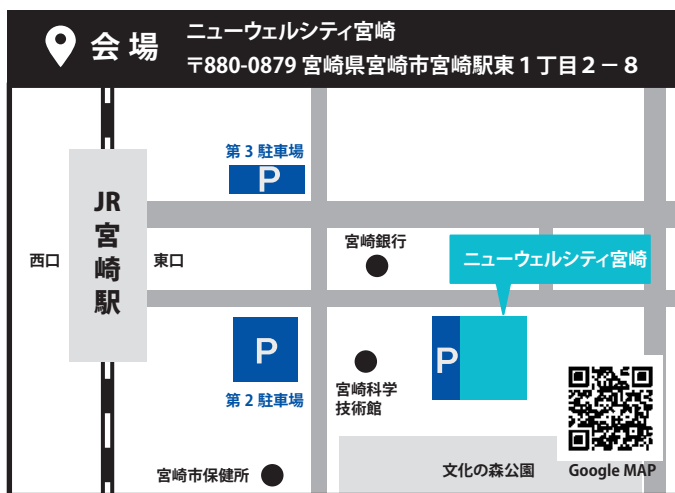 会場
ニューウェルシティ宮崎
〒880-0879 宮崎県宮崎市宮崎駅東1丁目2－8
第3駐車場
P
JR宮崎駅
西口
東口
宮崎銀行
ニューウェルシティ宮崎
P
第2駐車場
宮崎科学
技術館
P
宮崎市保健所
文化の森公園
Google MAP